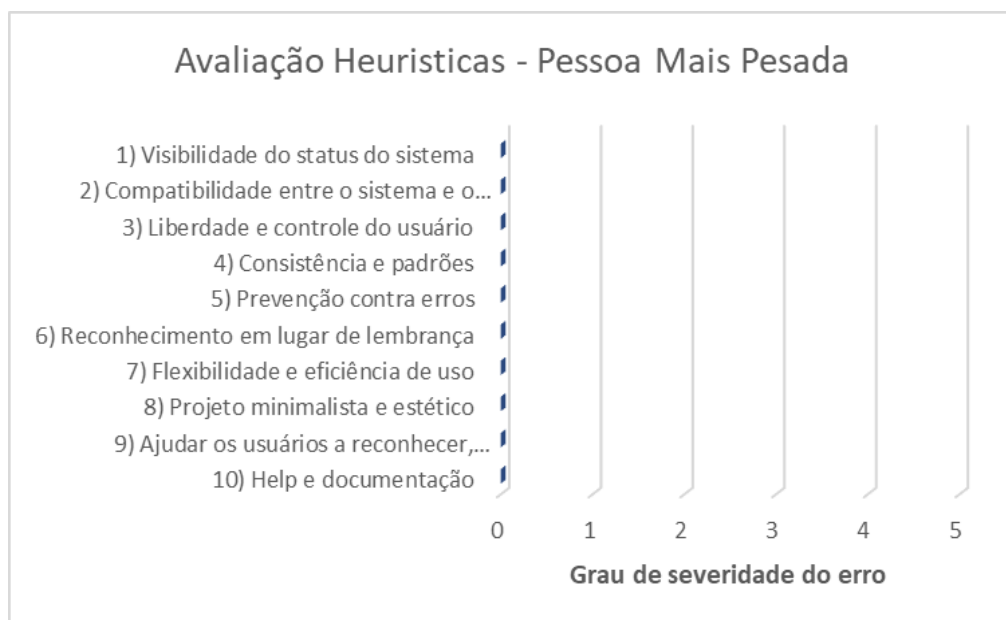 Avaliação Heuristicas - Pessoa Mais Pesada
1) Visibilidade do status do sistema
2) Compatibilidade entre o sistema e o...
3) Liberdade e controle do usuário
4) Consistência e padrões
5) Prevenção contra erros
6) Reconhecimento em lugar de lembrança
7) Flexibilidade e eficiência de uso
8) Projeto minimalista e estético
9) Ajudar os usuários a reconhecer,...
10) Help e documentação
0 1 2 3 4 5
Grau de severidade do erro